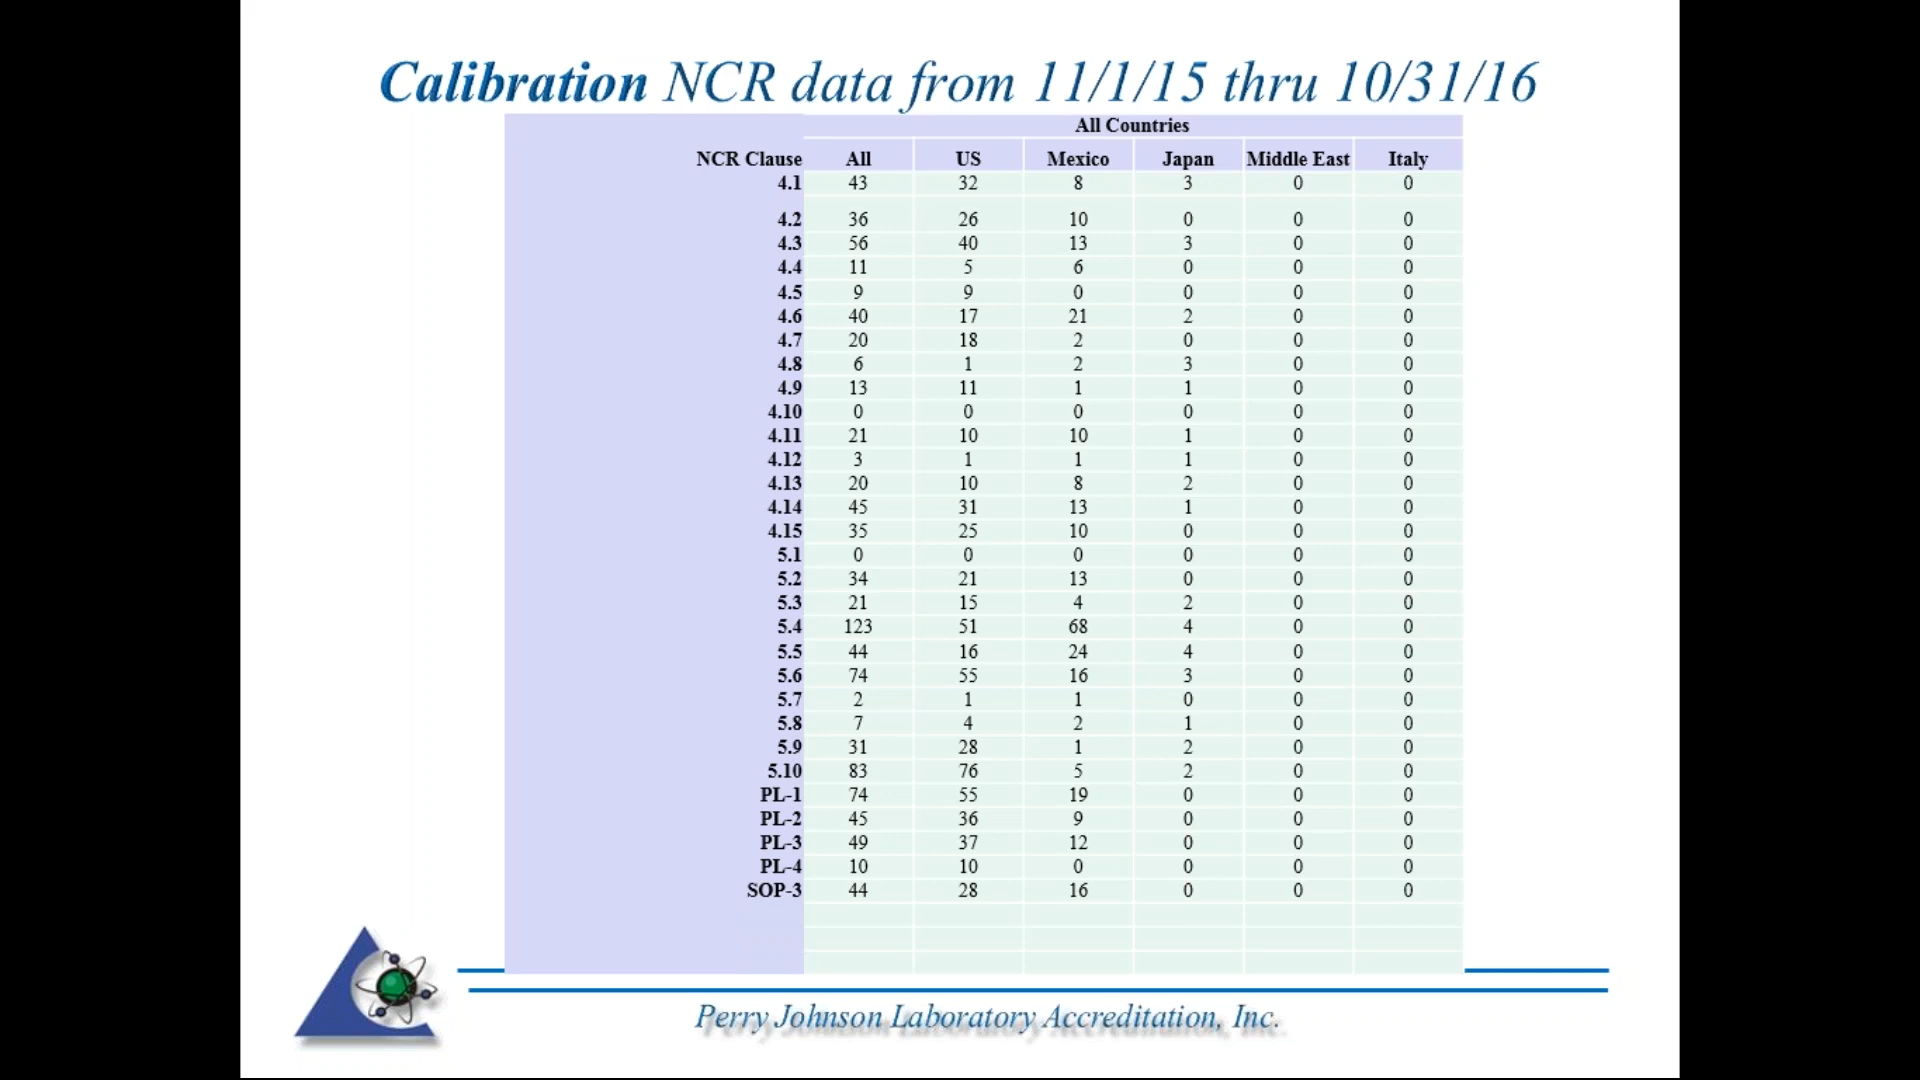 Calibration NCR data from 11/1/15 thru 10/31/16
All Countries
NCR Clause All US Mexico Japan Middle East Italy
4.1 43 32 8 3 0 0
4.2 36 26 10 0 0 0
4.3 56 40 13 3 0 0
4.4 11 5 6 0 0 0
4.5 9 9 0 0 0 0
4.6 40 17 21 2 0 0
4.7 20 18 2 0 0 0
4.8 6 1 2 3 0 0
4.9 13 11 1 1 0 0
4.10 0 0 0 0 0 0
4.11 21 10 10 1 0 0
4.12 3 1 1 1 0 0
4.13 20 10 8 2 0 0
4.14 45 31 13 1 0 0
4.15 35 25 10 0 0 0
5.1 0 0 0 0 0 0
5.2 34 21 13 0 0 0
5.3 21 15 4 2 0 0
5.4 123 51 68 4 0 0
5.5 44 16 24 4 0 0
5.6 74 55 16 3 0 0
5.7 2 1 1 0 0 0
5.8 7 4 2 1 0 0
5.9 31 28 1 2 0 0
5.10 83 76 5 2 0 0
PL-1 74 55 19 0 0 0
PL-2 45 36 9 0 0 0
PL-3 49 37 12 0 0 0
PL-4 10 10 0 0 0 0
SOP-3 44 28 16 0 0 0
Perry Johnson Laboratory Accreditation, Inc.